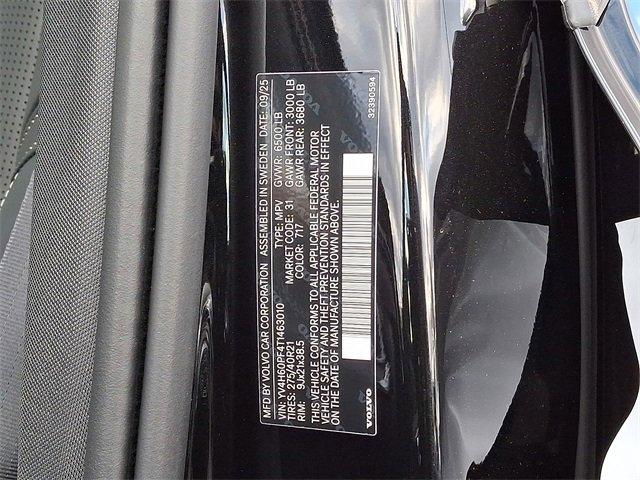 MFD BY VOLVO CAR CORPORATION ASSEMBLED IN SWEDEN DATE: 09/25
VIN: YV4H60PF4T1463010 TYPE: MPV GVWR: 6500 LB
TIRES: 275/40R21 MARKET CODE: 31 GAWR FRONT: 3000 LB
RIM: 9Jx21x38.5 COLOR: 717 GAWR REAR: 3680 LB
THIS VEHICLE CONFORMS TO ALL APPLICABLE FEDERAL MOTOR
VEHICLE SAFETY AND THEFT PREVENTION STANDARDS IN EFFECT
ON THE DATE OF MANUFACTURE SHOWN ABOVE.
VOLVO 32390594